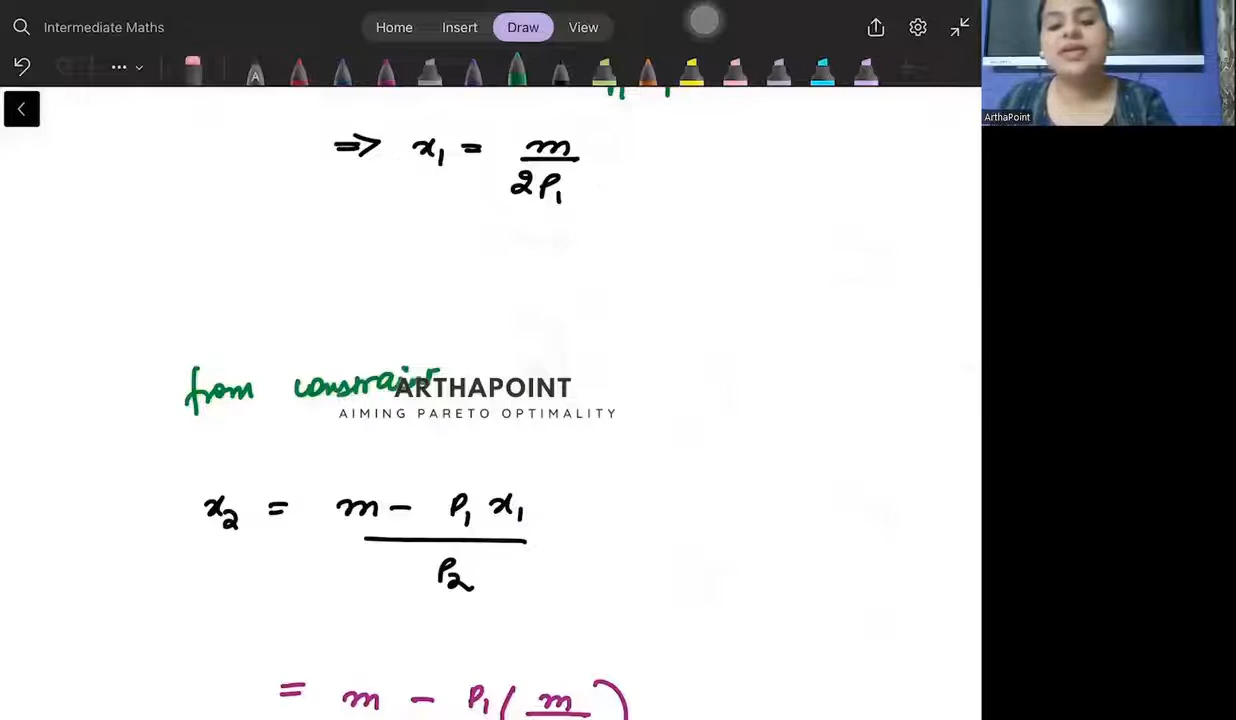 Intermediate Maths
Home Insert Draw View
A
ArthaPoint
=> x₁ = m / 2P₁
from constraint
ARTHAPOINT
AIMING PARETO OPTIMALITY
x₂ = m - P₁ x₁ / P₂
= m - P₁ ( m )